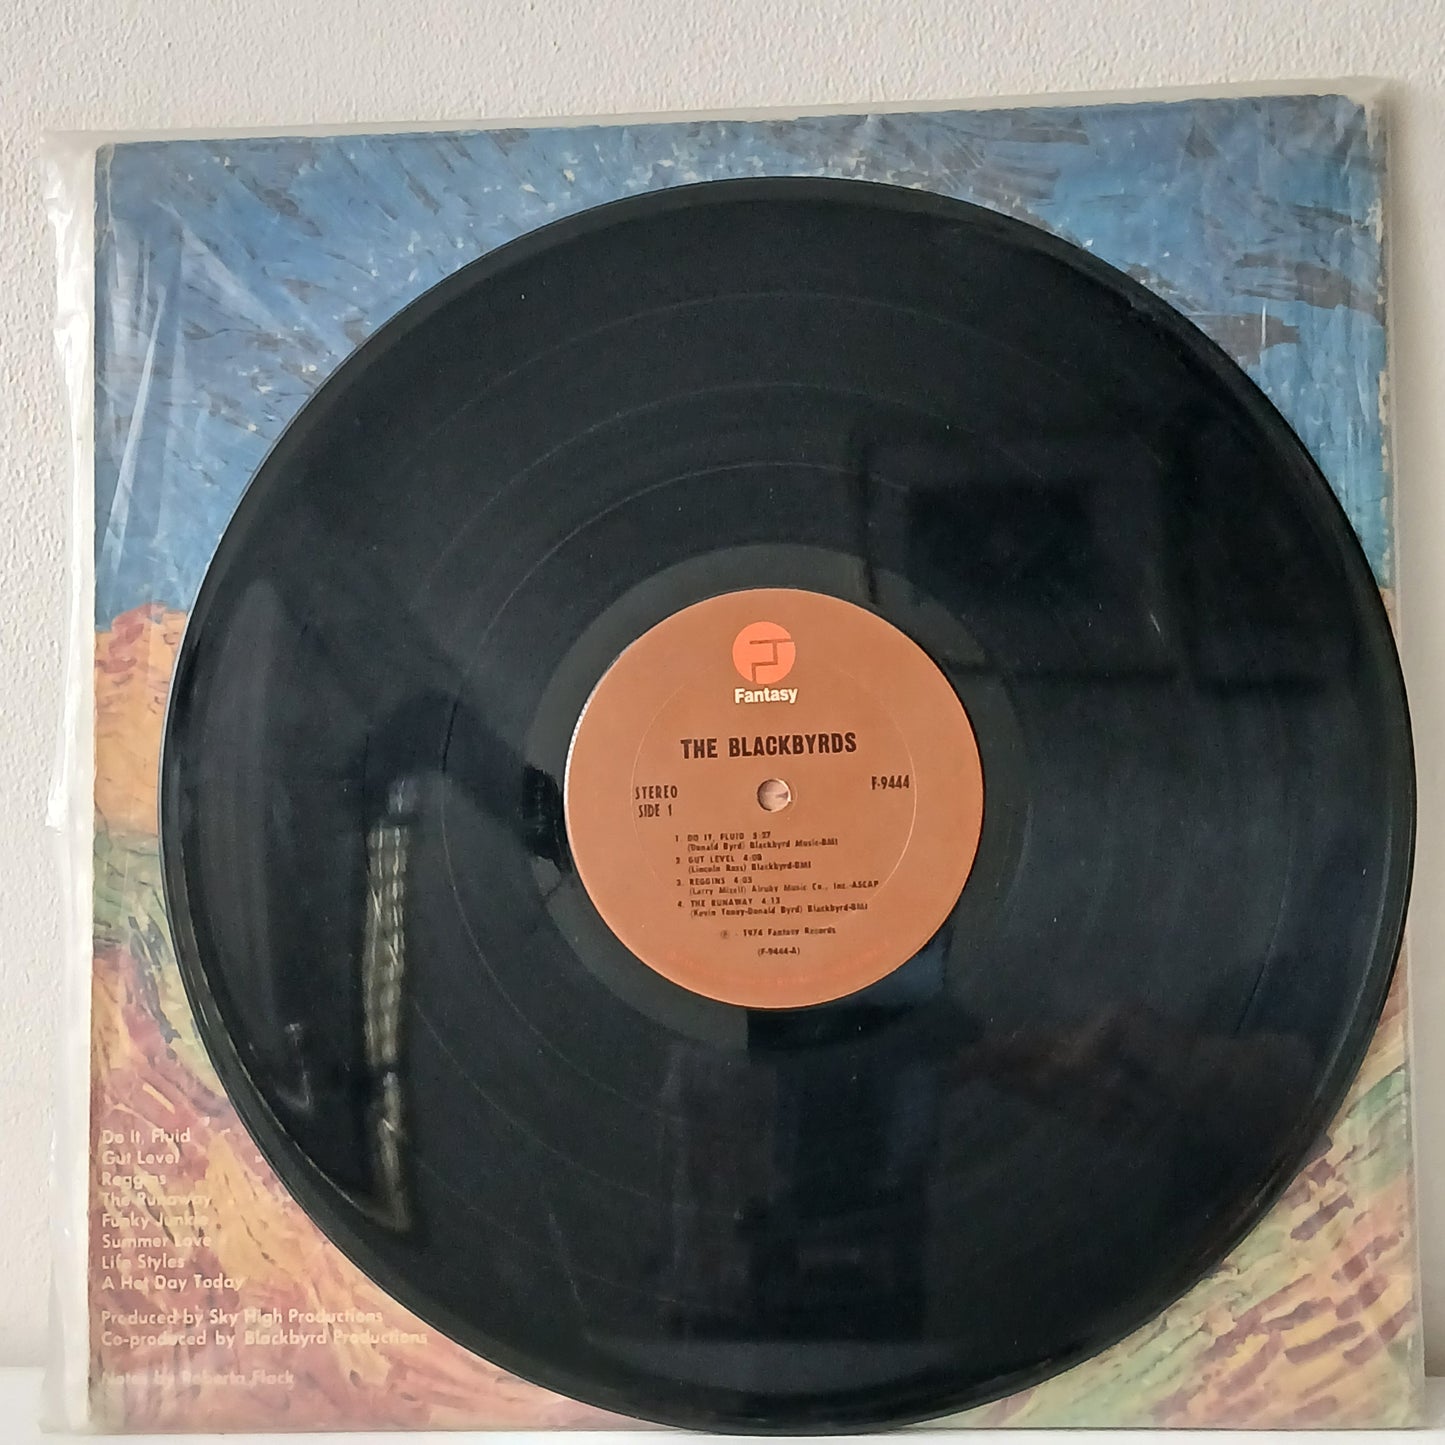 Fantasy
THE BLACKBYRDS
STEREO
SIDE 1
F-9444
1. DO IT, FLUID 5:27
(Donald Byrd) Blackbyrd Music-BMI
2. GUT LEVEL 4:08
(Lincoln Ross) Blackbyrd-BMI
3. REGGINS 4:05
(Larry Mizell) Alruby Music Co., Inc.-ASCAP
4. THE RUNAWAY 4:13
(Kevin Toney-Donald Byrd) Blackbyrd-BMI
℗ - 1974 Fantasy Records
(F-9444-A)
Do It, Fluid
Gut Level
Reggins
The Runaway
Funky Junkie
Summer Love
Life Styles
A Hot Day Today
Produced by Sky High Productions
Co-produced by Blackbyrd Productions
Notes by Roberta Flack